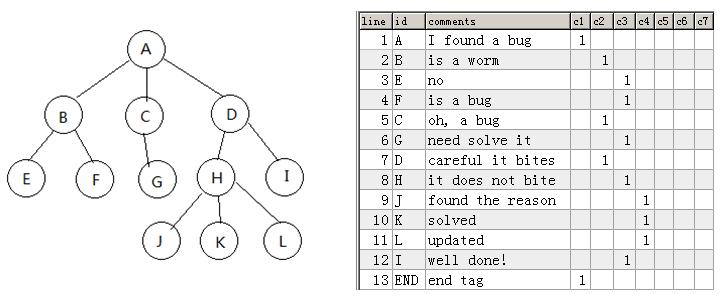 A
B C D
E F G H I
J K L
line id comments c1 c2 c3 c4 c5 c6 c7
1 A I found a bug 1
2 B is a worm 1
3 E no 1
4 F is a bug 1
5 C oh, a bug 1
6 G need solve it 1
7 D careful it bites 1
8 H it does not bite 1
9 J found the reason 1
10 K solved 1
11 L updated 1
12 I well done! 1
13 END end tag 1